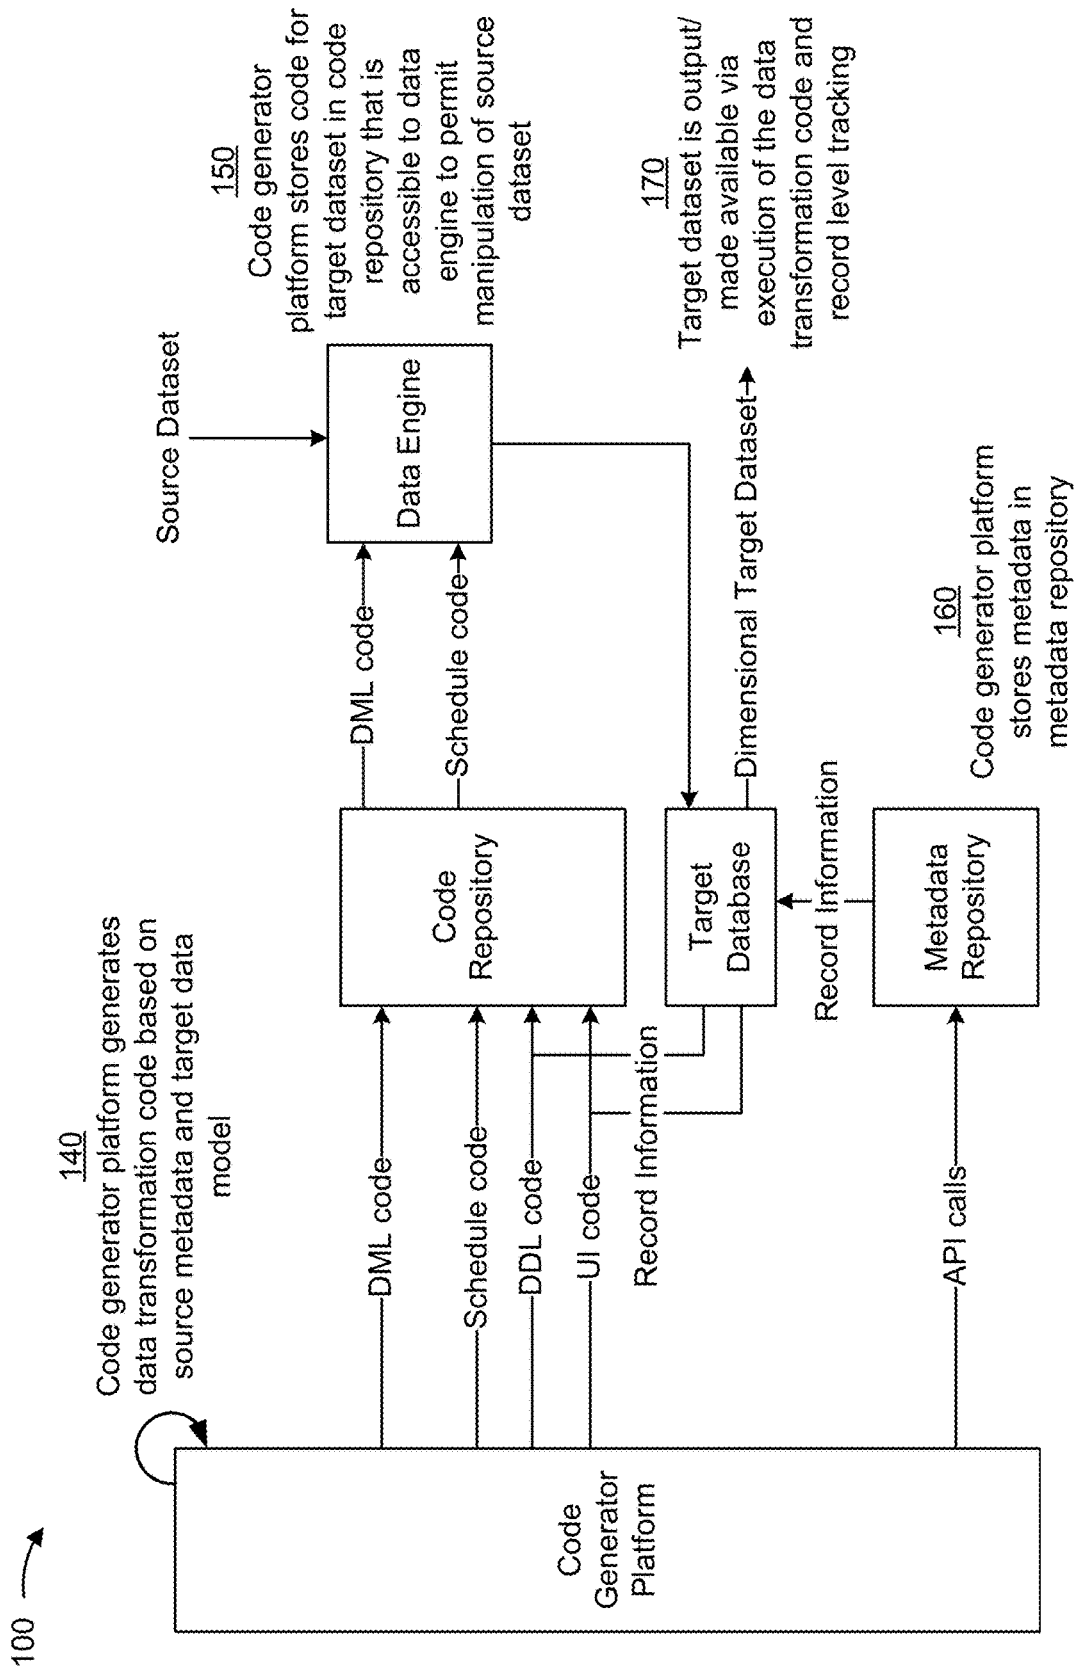 100
140
Code generator platform generates
data transformation code based on
source metadata and target data
model
150
Code generator
platform stores code for
target dataset in code
repository that is
accessible to data
engine to permit
manipulation of source
dataset
Source Dataset
Code
Generator
Platform
DML code
Schedule code
DDL code
UI code
Record Information
API calls
Code
Repository
DML code
Schedule code
Data Engine
Target
Database
Record Information
Metadata
Repository
Dimensional Target Dataset
160
Code generator platform
stores metadata in
metadata repository
170
Target dataset is output/
made available via
execution of the data
transformation code and
record level tracking